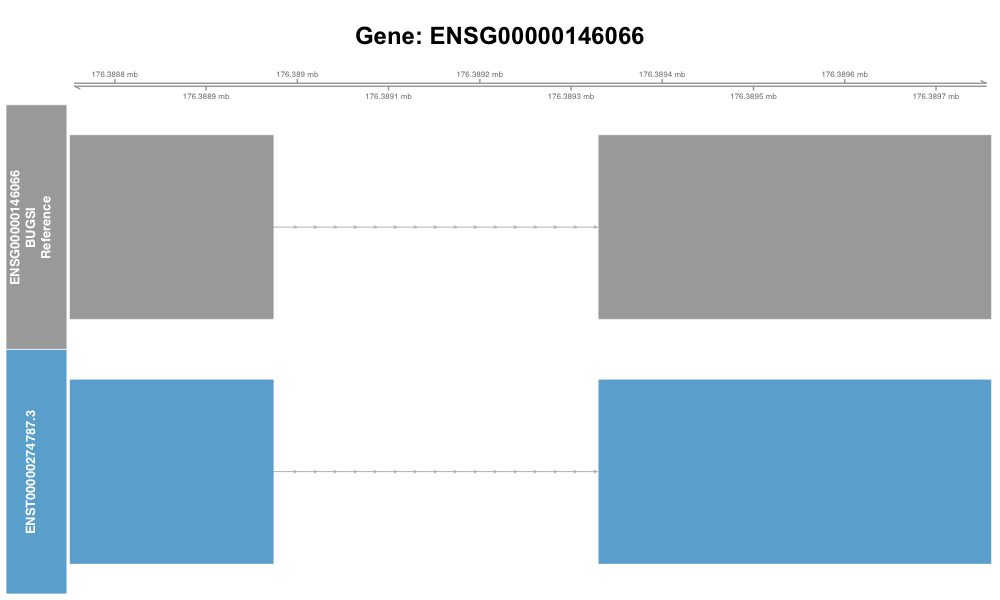 Gene: ENSG00000146066
176.3888 mb
176.389 mb
176.3892 mb
176.3894 mb
176.3896 mb
176.3889 mb
176.3891 mb
176.3893 mb
176.3895 mb
176.3897 mb
ENSG00000146066
BUGSI
Reference
ENST00000274787.3